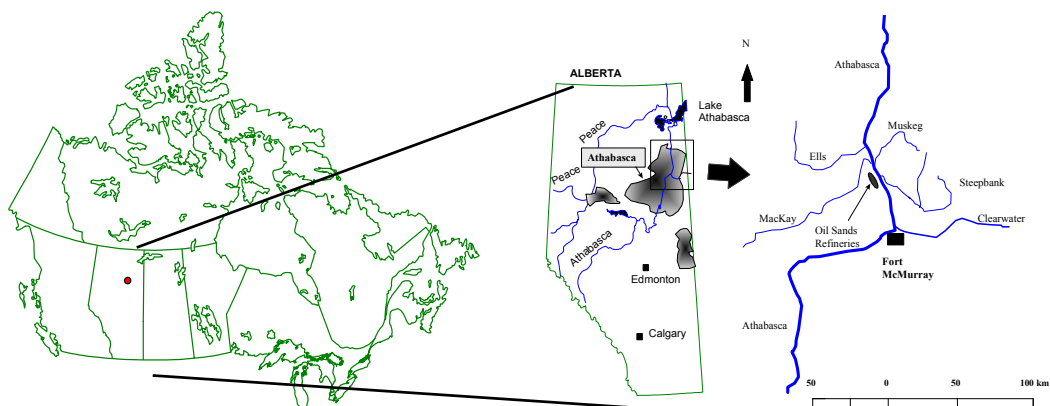 ALBERTA
N
Lake
Athabasca
Peace
Athabasca
Peace
Athabasca
Edmonton
Calgary
Athabasca
Muskeg
Ells
Steepbank
MacKay
Oil Sands
Refineries
Clearwater
Fort
McMurray
Athabasca
50 0 50 100 km